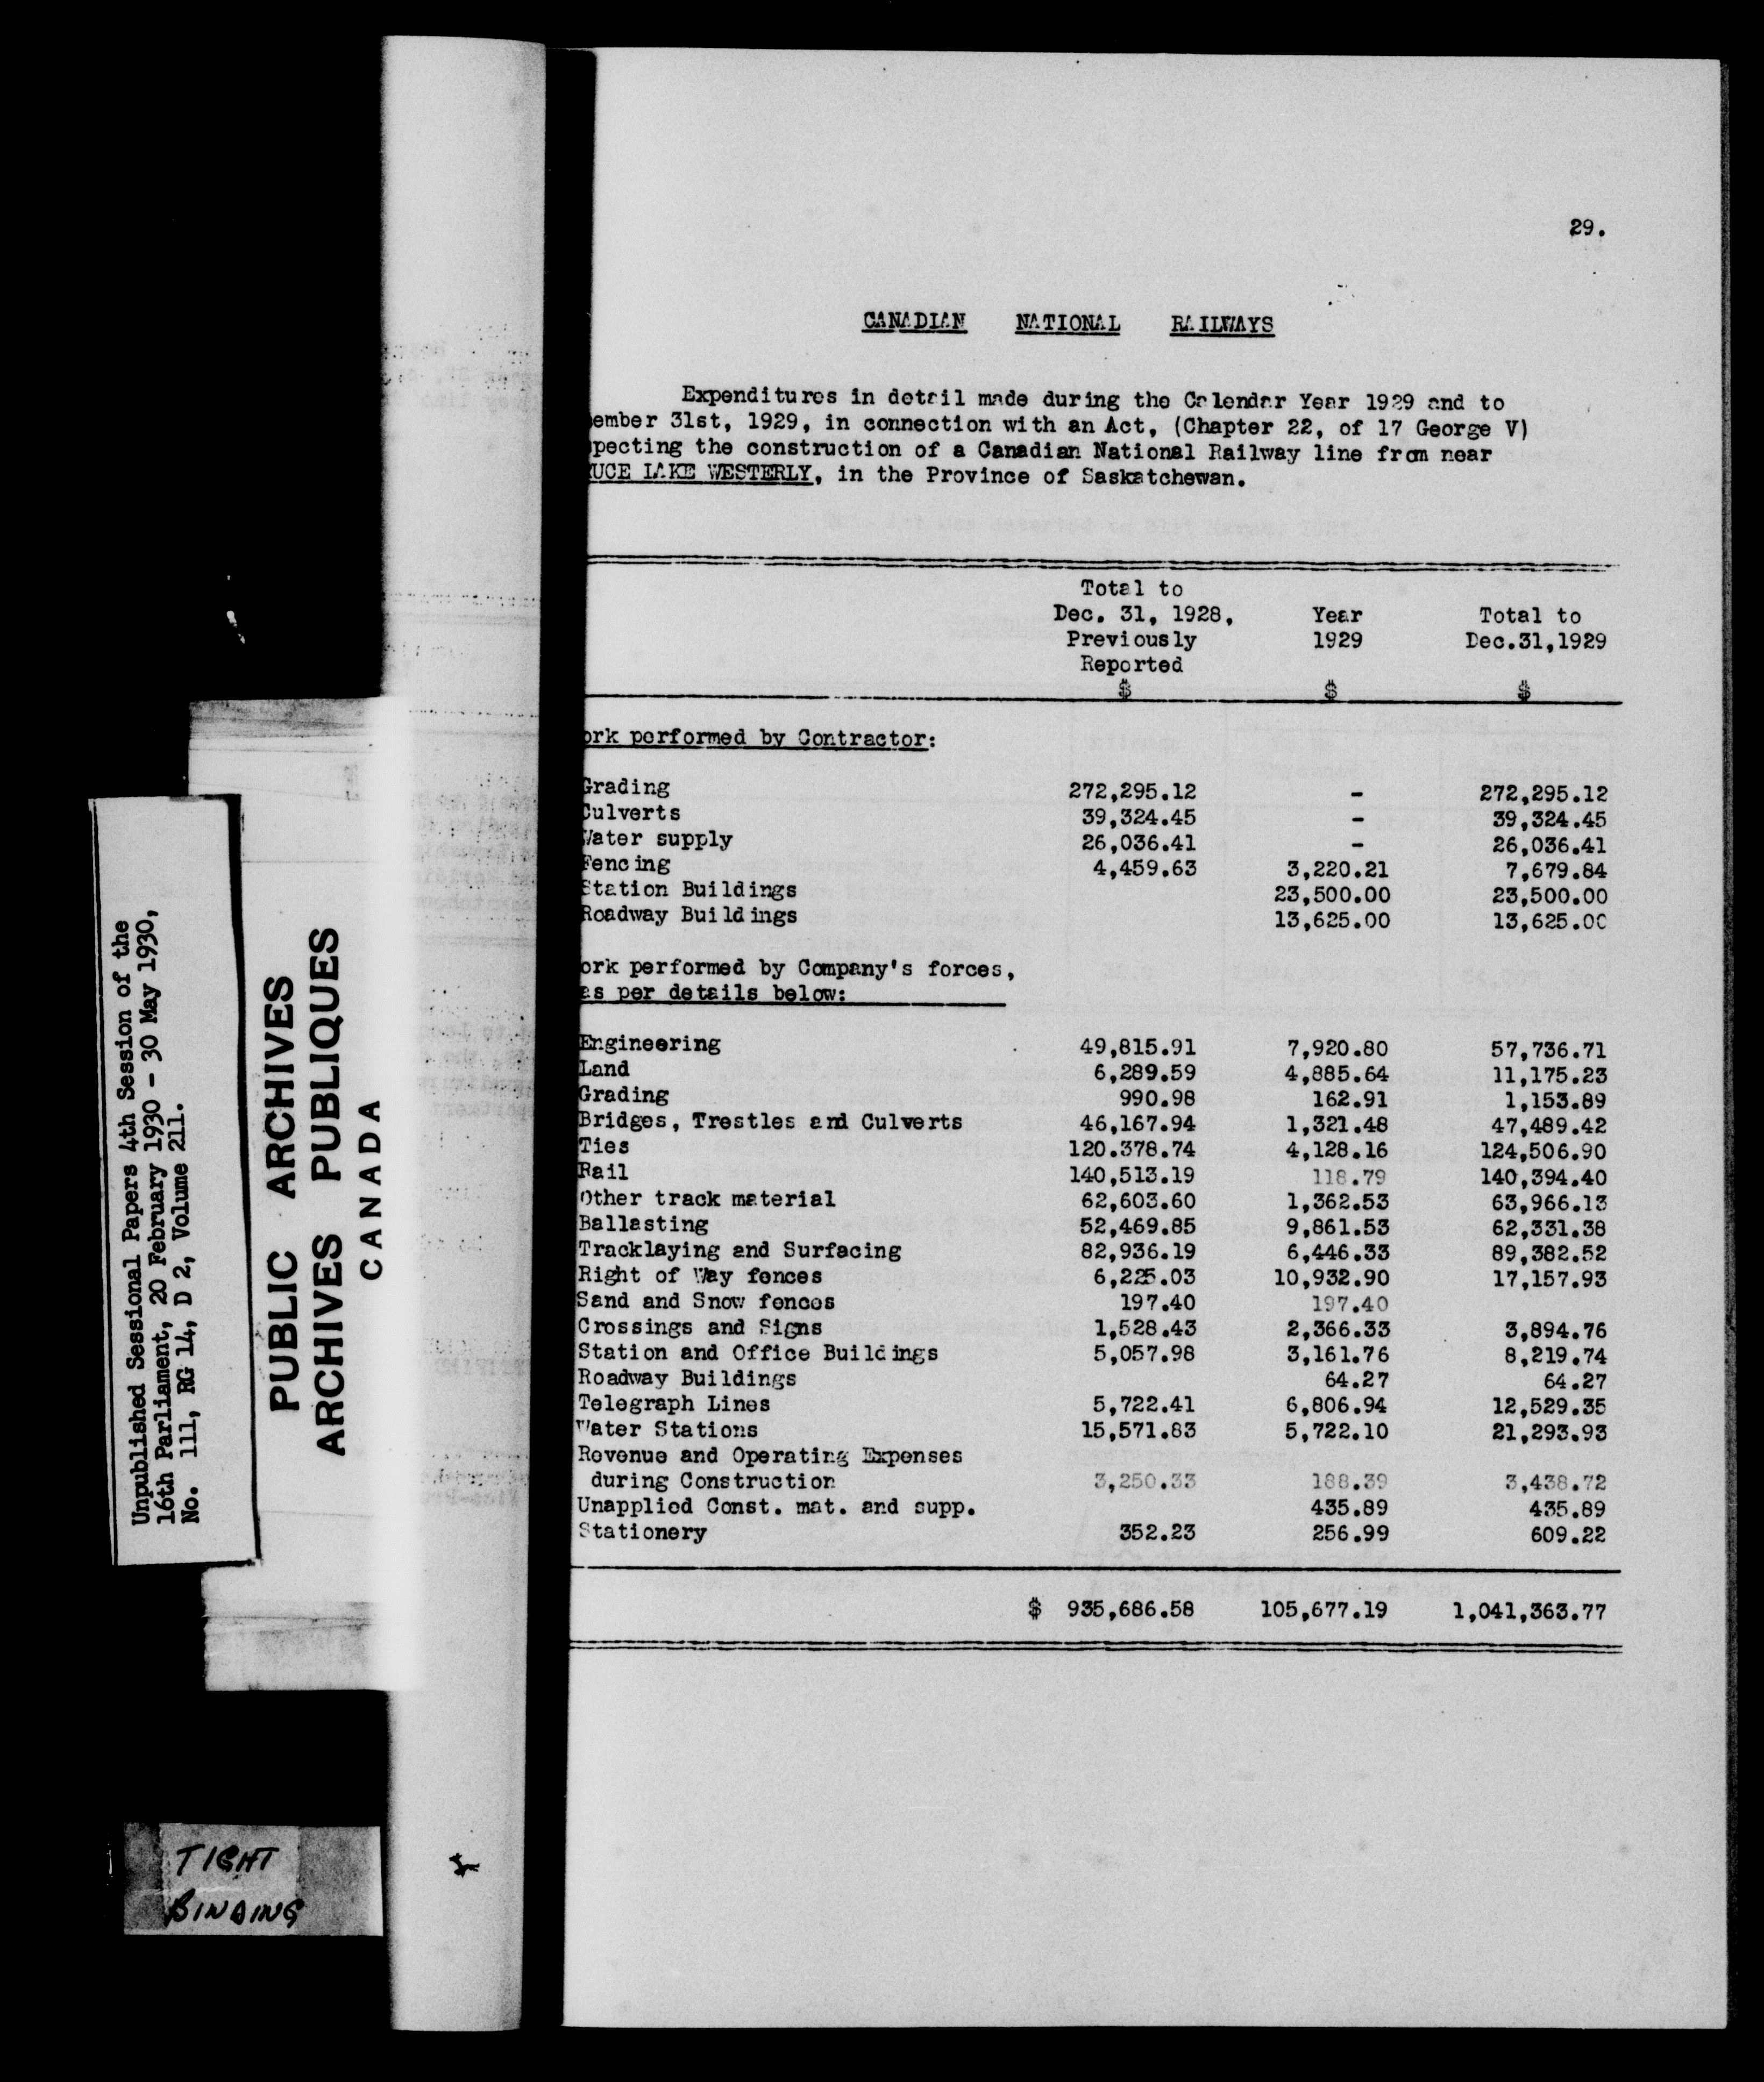 29.
CANADIAN NATIONAL RAILWAYS
Expenditures in detail made during the Calendar Year 1929 and to
ember 31st, 1929, in connection with an Act, (Chapter 22, of 17 George V)
pecting the construction of a Canadian National Railway line from near
UCE LAKE WESTERLY, in the Province of Saskatchewan.
Total to
Dec. 31, 1928, Year Total to
Previously 1929 Dec.31,1929
Reported
$ $ $
ork performed by Contractor:
Grading 272,295.12 - 272,295.12
Culverts 39,324.45 - 39,324.45
Water supply 26,036.41 - 26,036.41
Fencing 4,459.63 3,220.21 7,679.84
Station Buildings 23,500.00 23,500.00
Roadway Buildings 13,625.00 13,625.00
ork performed by Company's forces,
as per details below:
Engineering 49,815.91 7,920.80 57,736.71
Land 6,289.59 4,885.64 11,175.23
Grading 990.98 162.91 1,153.89
Bridges, Trestles and Culverts 46,167.94 1,321.48 47,489.42
Ties 120.378.74 4,128.16 124,506.90
Rail 140,513.19 118.79 140,394.40
Other track material 62,603.60 1,362.53 63,966.13
Ballasting 52,469.85 9,861.53 62,331.38
Tracklaying and Surfacing 82,936.19 6,446.33 89,382.52
Right of Way fences 6,225.03 10,932.90 17,157.93
Sand and Snow fences 197.40 197.40
Crossings and Signs 1,528.43 2,366.33 3,894.76
Station and Office Buildings 5,057.98 3,161.76 8,219.74
Roadway Buildings 64.27 64.27
Telegraph Lines 5,722.41 6,806.94 12,529.35
Water Stations 15,571.83 5,722.10 21,293.93
Revenue and Operating Expenses
during Construction 3,250.33 188.39 3,438.72
Unapplied Const. mat. and supp. 435.89 435.89
Stationery 352.23 256.99 609.22
$ 935,686.58 105,677.19 1,041,363.77
Unpublished Sessional Papers 4th Session of the
16th Parliament, 20 February 1930 - 30 May 1930,
No. 111, RG 14, D 2, Volume 211.
PUBLIC ARCHIVES
ARCHIVES PUBLIQUES
CANADA
TIGHT
BINDING